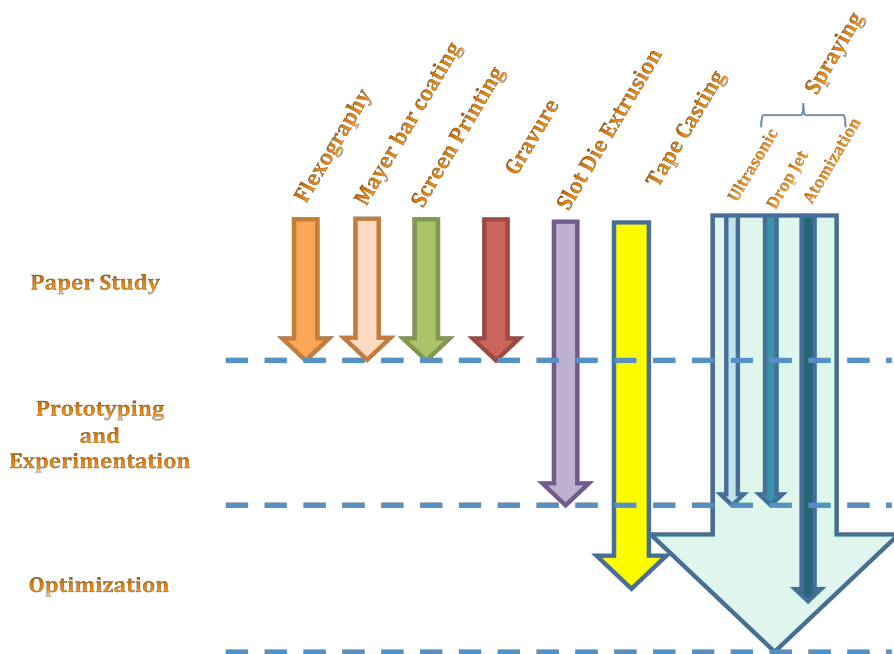 Flexography
Mayer bar coating
Screen Printing
Gravure
Slot Die Extrusion
Tape Casting
Spraying
Ultrasonic
Drop Jet
Atomization
Paper Study
Prototyping
and
Experimentation
Optimization